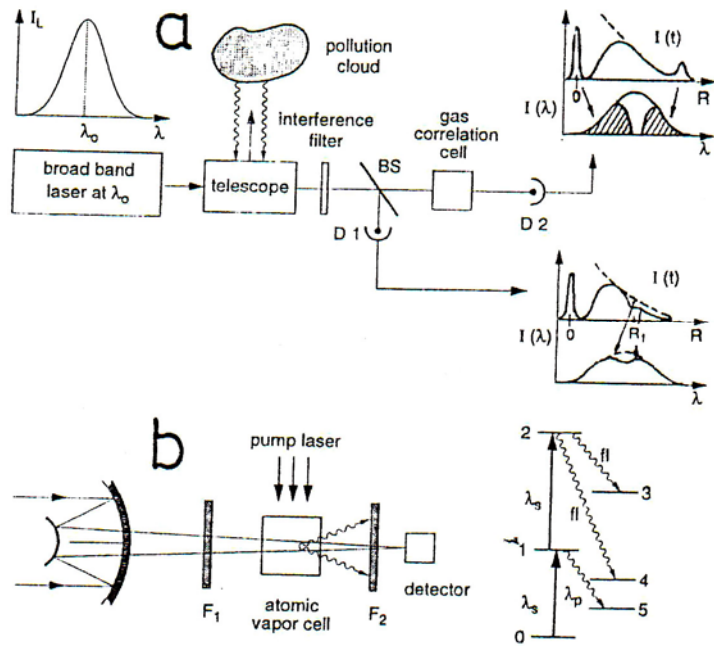 a
I_L
λ_o
λ
pollution
cloud
interference
filter
gas
correlation
cell
broad band
laser at λ_o
telescope
BS
D 1
D 2
I (t)
0
R
I (λ)
λ
I (t)
0
R_1
R
I (λ)
λ
b
pump laser
F_1
atomic
vapor cell
F_2
detector
2
fl
3
λ_s
fl
1
4
λ_s
λ_p
5
0